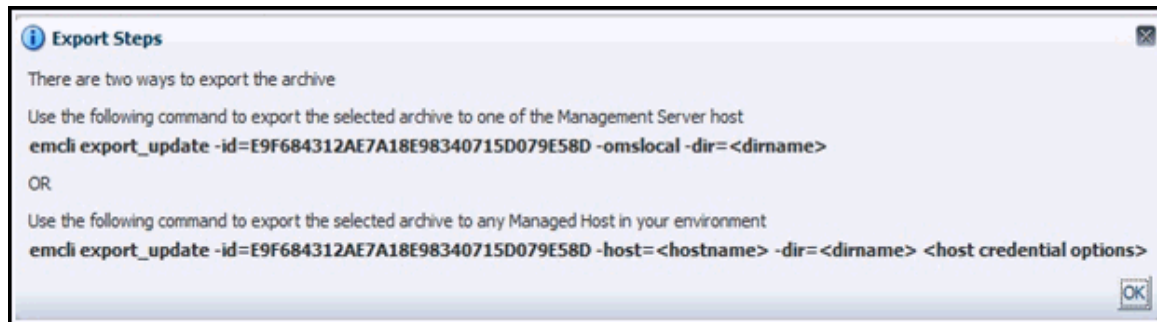 Export Steps
There are two ways to export the archive
Use the following command to export the selected archive to one of the Management Server host
emcli export_update -id=E9F684312AE7A18E98340715D079E58D -omslocal -dir=<dirname>
OR
Use the following command to export the selected archive to any Managed Host in your environment
emcli export_update -id=E9F684312AE7A18E98340715D079E58D -host=<hostname> -dir=<dirname> <host credential options>
OK